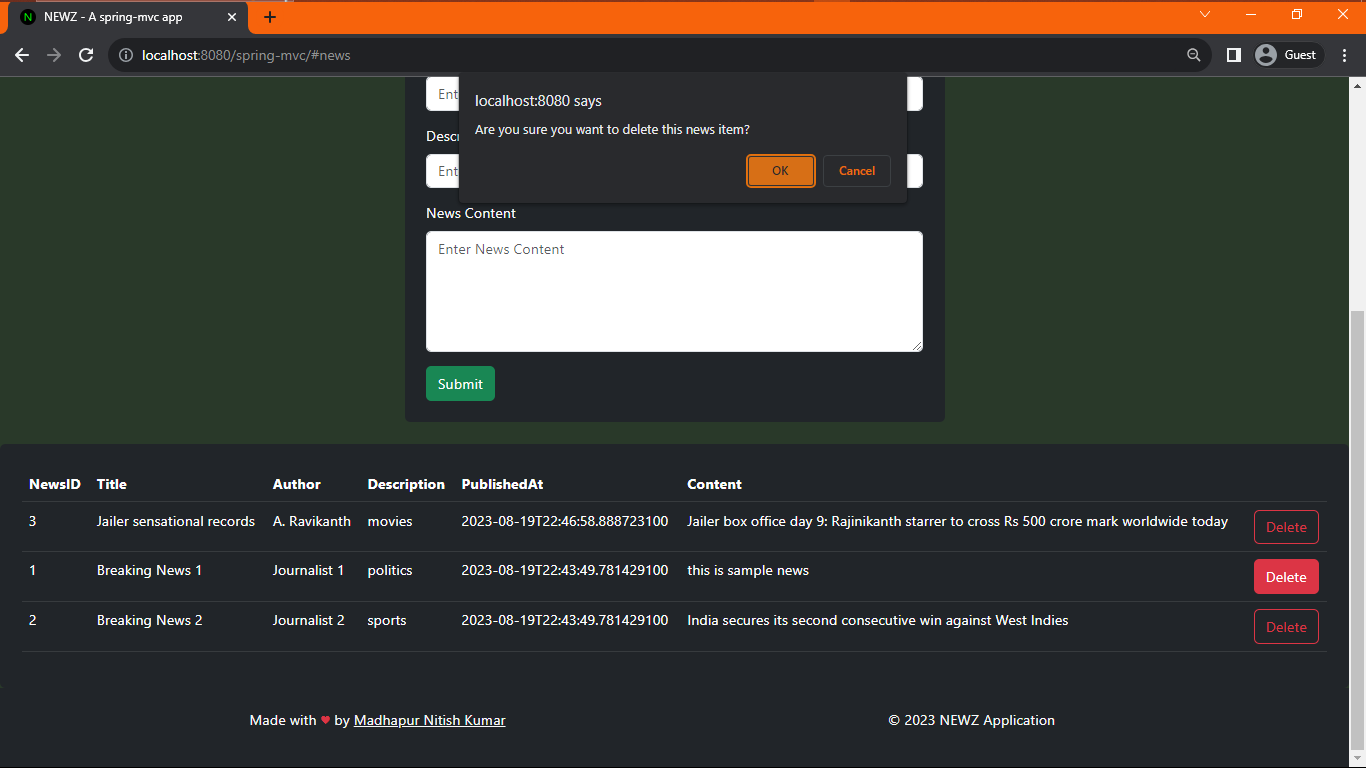 N NEWZ - A spring-mvc app
localhost:8080/spring-mvc/#news
Guest
localhost:8080 says
Are you sure you want to delete this news item?
OK Cancel
Ent
Descr
Ent
News Content
Enter News Content
Submit
NewsID Title Author Description PublishedAt Content
3 Jailer sensational records A. Ravikanth movies 2023-08-19T22:46:58.888723100 Jailer box office day 9: Rajinikanth starrer to cross Rs 500 crore mark worldwide today Delete
1 Breaking News 1 Journalist 1 politics 2023-08-19T22:43:49.781429100 this is sample news Delete
2 Breaking News 2 Journalist 2 sports 2023-08-19T22:43:49.781429100 India secures its second consecutive win against West Indies Delete
Made with ♥ by Madhapur Nitish Kumar © 2023 NEWZ Application